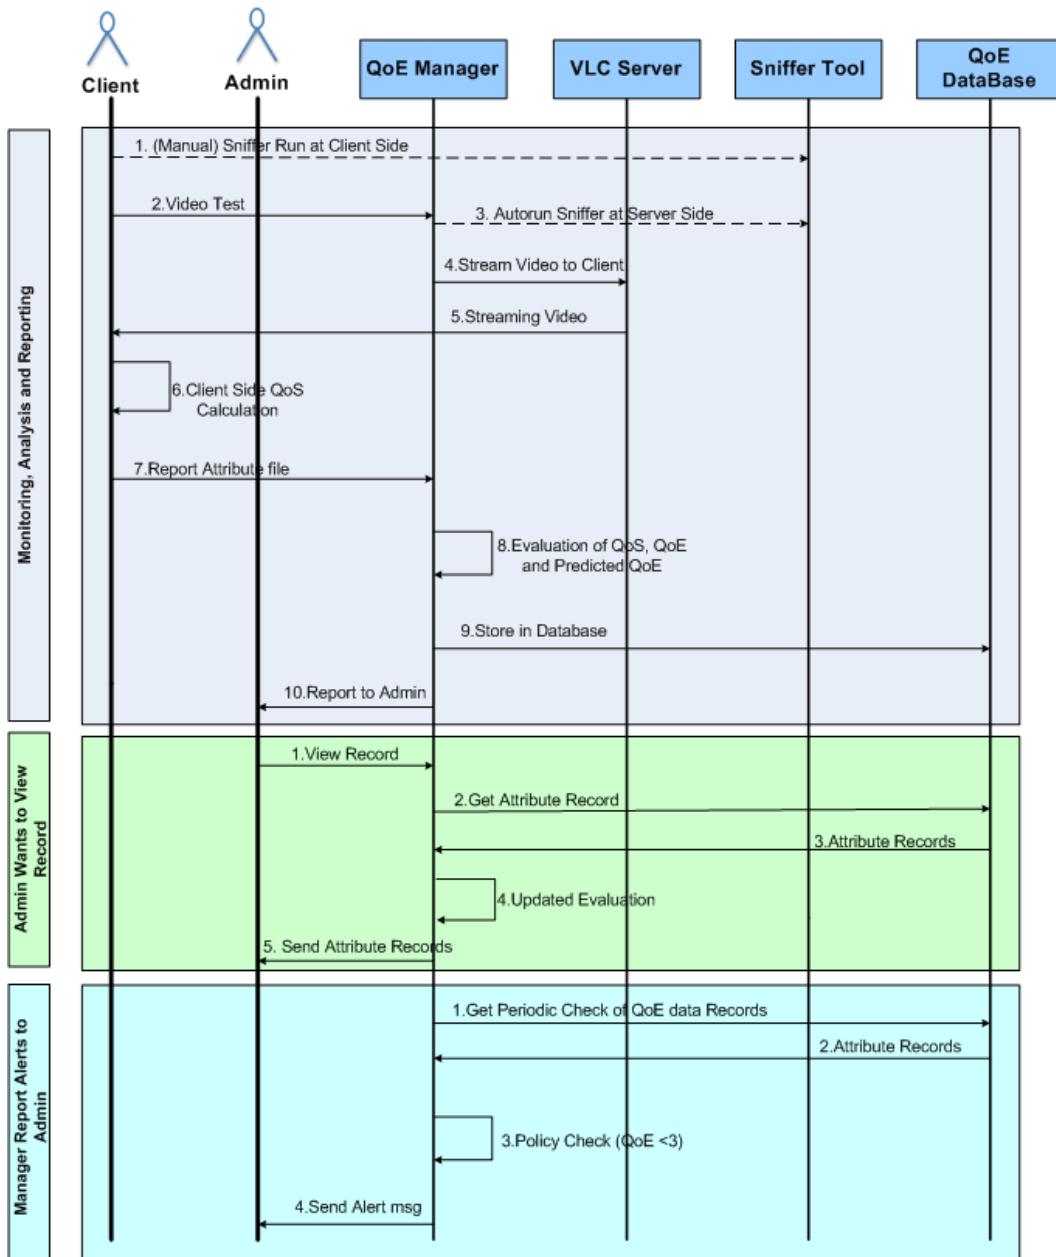 Client
Admin
QoE Manager
VLC Server
Sniffer Tool
QoE
DataBase
Monitoring, Analysis and Reporting
1. (Manual) Sniffer Run at Client Side
2.Video Test
3. Autorun Sniffer at Server Side
4.Stream Video to Client
5.Streaming Video
6.Client Side QoS
Calculation
7.Report Attribute file
8.Evaluation of QoS, QoE
and Predicted QoE
9.Store in Database
10.Report to Admin
Admin Wants to View
Record
1.View Record
2.Get Attribute Record
3.Attribute Records
4.Updated Evaluation
5. Send Attribute Records
Manager Report Alerts to
Admin
1.Get Periodic Check of QoE data Records
2.Attribute Records
3.Policy Check (QoE <3)
4.Send Alert msg